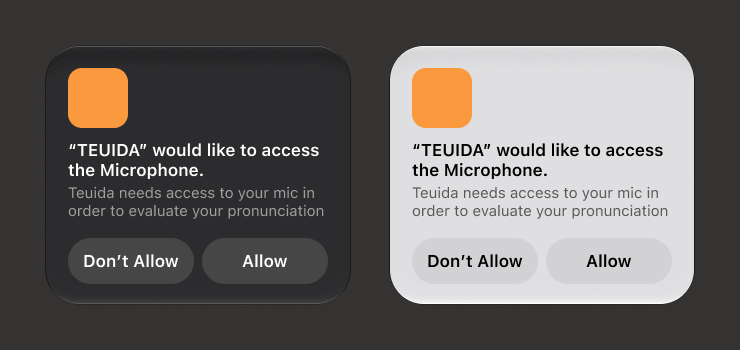 “TEUIDA” would like to access
the Microphone.
Teuida needs access to your mic in
order to evaluate your pronunciation
Don’t Allow
Allow
“TEUIDA” would like to access
the Microphone.
Teuida needs access to your mic in
order to evaluate your pronunciation
Don’t Allow
Allow